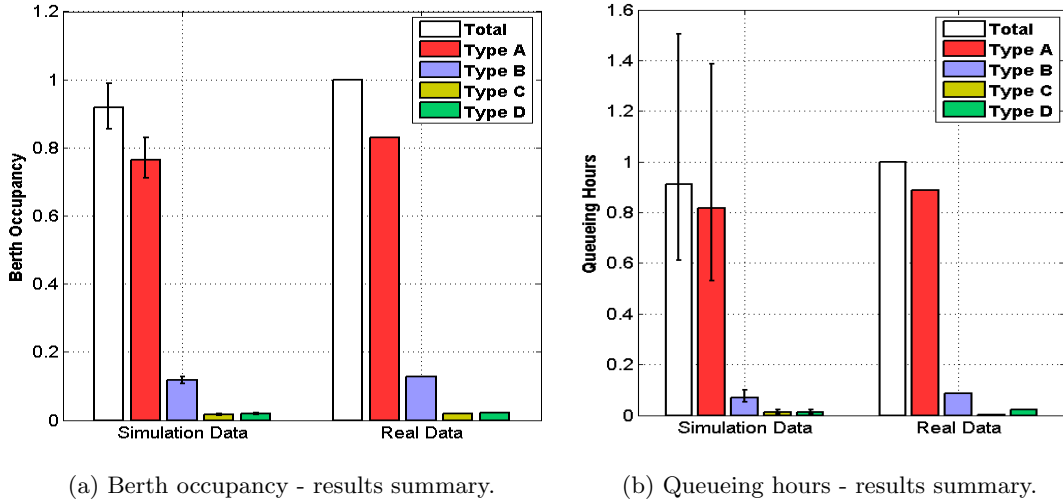 1.2
1
0.8
0.6
0.4
0.2
0
Berth Occupancy
Total
Type A
Type B
Type C
Type D
Simulation Data
Real Data
(a) Berth occupancy - results summary.
1.6
1.4
1.2
1
0.8
0.6
0.4
0.2
0
Queueing Hours
Total
Type A
Type B
Type C
Type D
Simulation Data
Real Data
(b) Queueing hours - results summary.